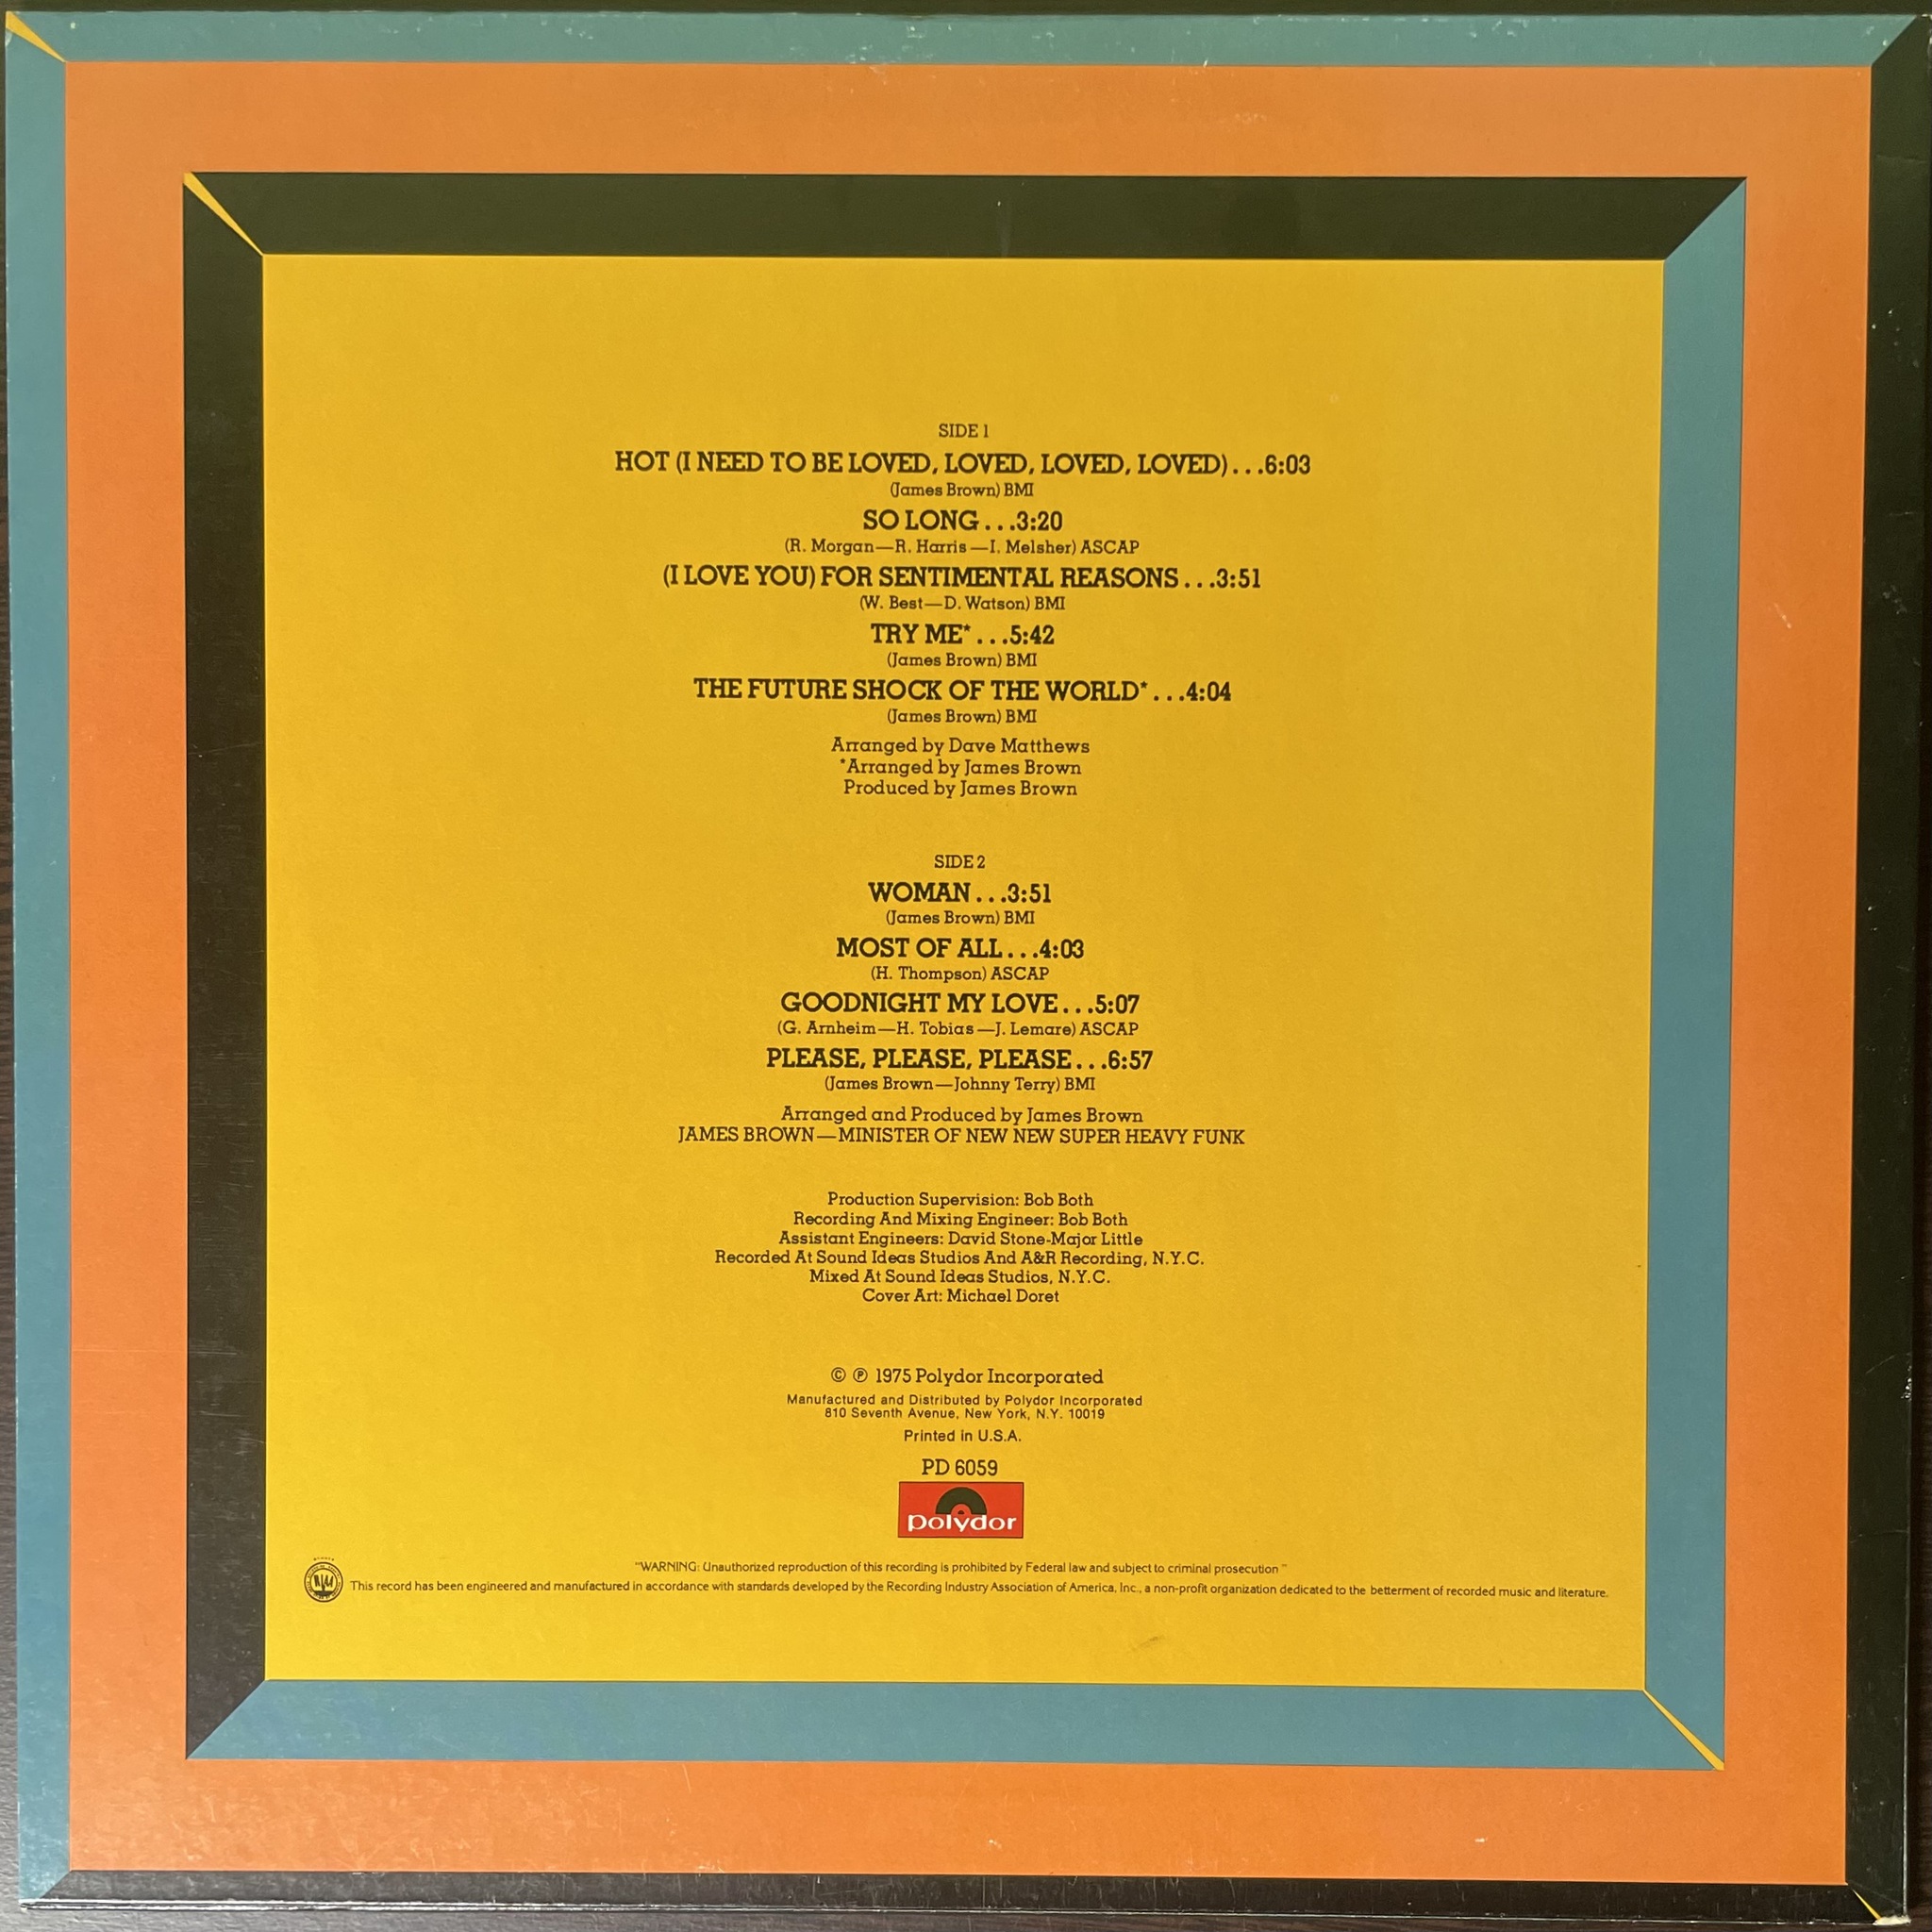 SIDE 1
HOT (I NEED TO BE LOVED, LOVED, LOVED, LOVED)...6:03
(James Brown) BMI
SO LONG...3:20
(R. Morgan—R. Harris—I. Melsher) ASCAP
(I LOVE YOU) FOR SENTIMENTAL REASONS...3:51
(W. Best—D. Watson) BMI
TRY ME*...5:42
(James Brown) BMI
THE FUTURE SHOCK OF THE WORLD*...4:04
(James Brown) BMI
Arranged by Dave Matthews
*Arranged by James Brown
Produced by James Brown
SIDE 2
WOMAN...3:51
(James Brown) BMI
MOST OF ALL...4:03
(H. Thompson) ASCAP
GOODNIGHT MY LOVE...5:07
(G. Arnheim—H. Tobias—J. Lemare) ASCAP
PLEASE, PLEASE, PLEASE...6:57
(James Brown—Johnny Terry) BMI
Arranged and Produced by James Brown
JAMES BROWN—MINISTER OF NEW NEW SUPER HEAVY FUNK
Production Supervision: Bob Both
Recording And Mixing Engineer: Bob Both
Assistant Engineers: David Stone-Major Little
Recorded At Sound Ideas Studios And A&R Recording, N.Y.C.
Mixed At Sound Ideas Studios, N.Y.C.
Cover Art: Michael Doret
© ℗ 1975 Polydor Incorporated
Manufactured and Distributed by Polydor Incorporated
810 Seventh Avenue, New York, N.Y. 10019
Printed in U.S.A.
PD 6059
polydor
"WARNING: Unauthorized reproduction of this recording is prohibited by Federal law and subject to criminal prosecution"
This record has been engineered and manufactured in accordance with standards developed by the Recording Industry Association of America, Inc., a non-profit organization dedicated to the betterment of recorded music and literature.